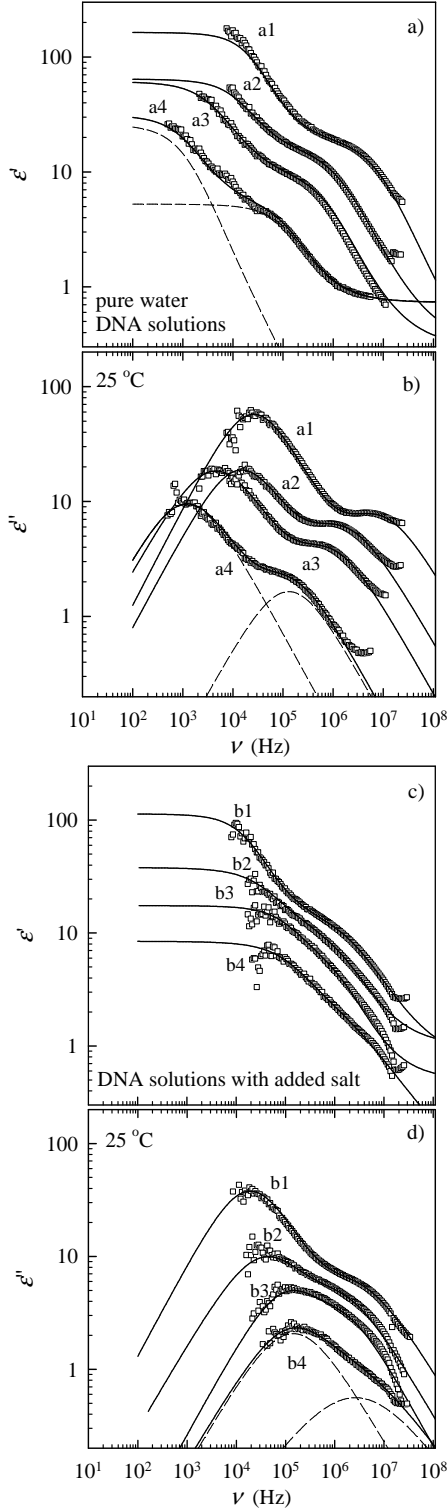 a)
100
10
1
ε'
a1
a2
a3
a4
pure water
DNA solutions
b)
25 °C
100
10
1
ε"
a1
a2
a3
a4
10¹ 10² 10³ 10⁴ 10⁵ 10⁶ 10⁷ 10⁸
ν (Hz)
c)
100
10
1
ε'
b1
b2
b3
b4
DNA solutions with added salt
d)
25 °C
100
10
1
ε"
b1
b2
b3
b4
10¹ 10² 10³ 10⁴ 10⁵ 10⁶ 10⁷ 10⁸
ν (Hz)